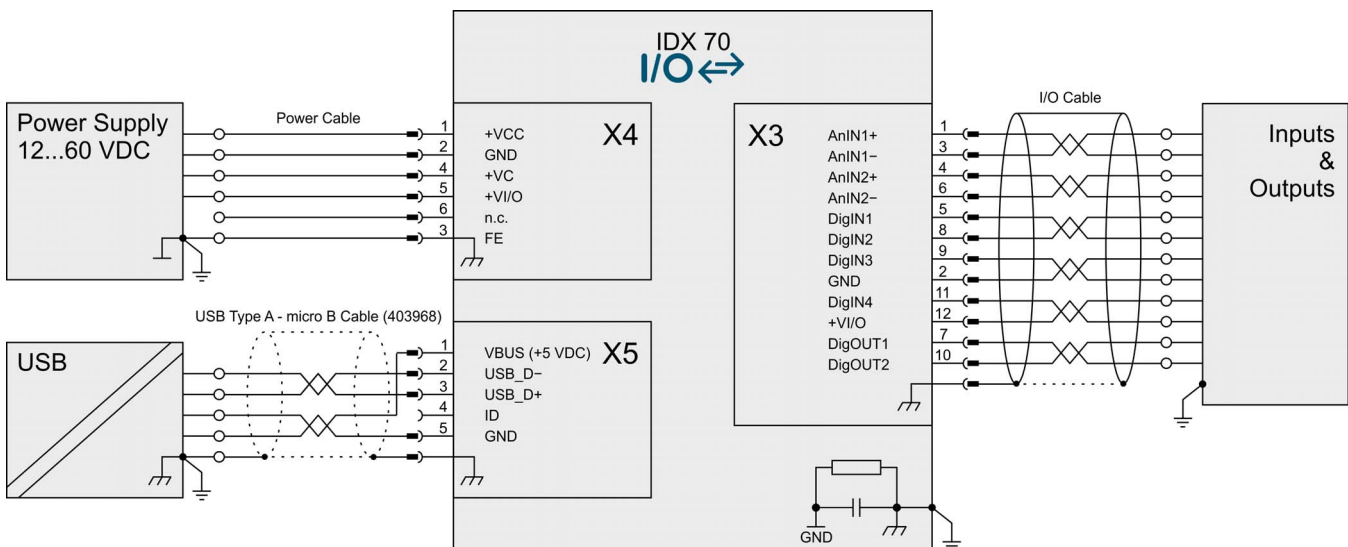 IDX 70
I/O
Power Supply
12...60 VDC
Power Cable
1 +VCC
2 GND
4 +VC
5 +VI/O
6 n.c.
3 FE
X4
USB Type A - micro B Cable (403968)
USB
1 VBUS (+5 VDC)
2 USB_D−
3 USB_D+
4 ID
5 GND
X5
X3
I/O Cable
AnIN1+ 1
AnIN1− 3
AnIN2+ 4
AnIN2− 6
DigIN1 5
DigIN2 8
DigIN3 9
GND 2
DigIN4 11
+VI/O 12
DigOUT1 7
DigOUT2 10
Inputs
&
Outputs
GND